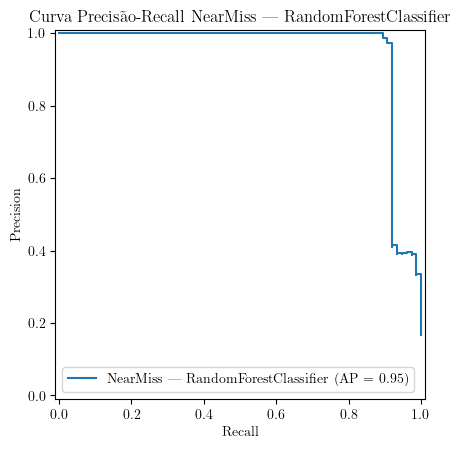 Curva Precisão-Recall NearMiss — RandomForestClassifier
1.0
0.8
0.6
0.4
0.2
0.0
Precision
NearMiss — RandomForestClassifier (AP = 0.95)
0.0 0.2 0.4 0.6 0.8 1.0
Recall